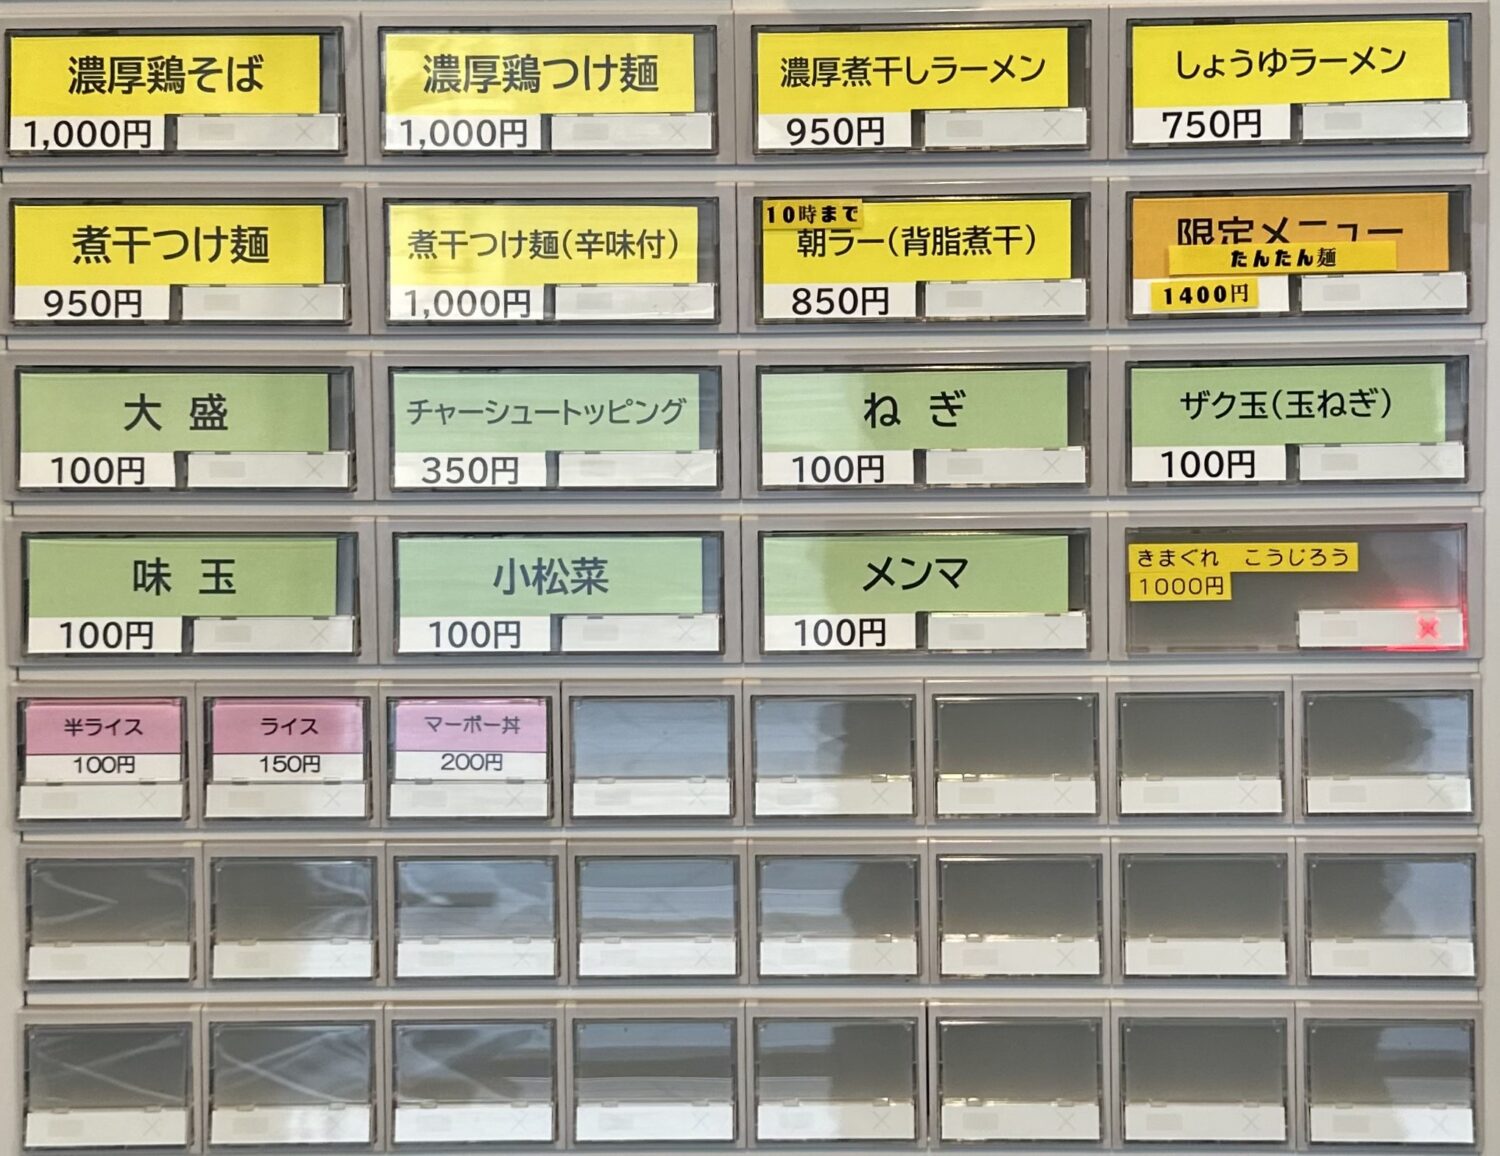 濃厚鶏そば
1,000円
濃厚鶏つけ麺
1,000円
濃厚煮干しラーメン
950円
しょうゆラーメン
750円
煮干つけ麺
950円
煮干つけ麺(辛味付)
1,000円
10時まで
朝ラー(背脂煮干)
850円
限定メニュー
たんたん麺
1400円
大盛
100円
チャーシュートッピング
350円
ねぎ
100円
ザク玉(玉ねぎ)
100円
味玉
100円
小松菜
100円
メンマ
100円
きまぐれ こうじろう
1000円
半ライス
100円
ライス
150円
マーボー丼
200円